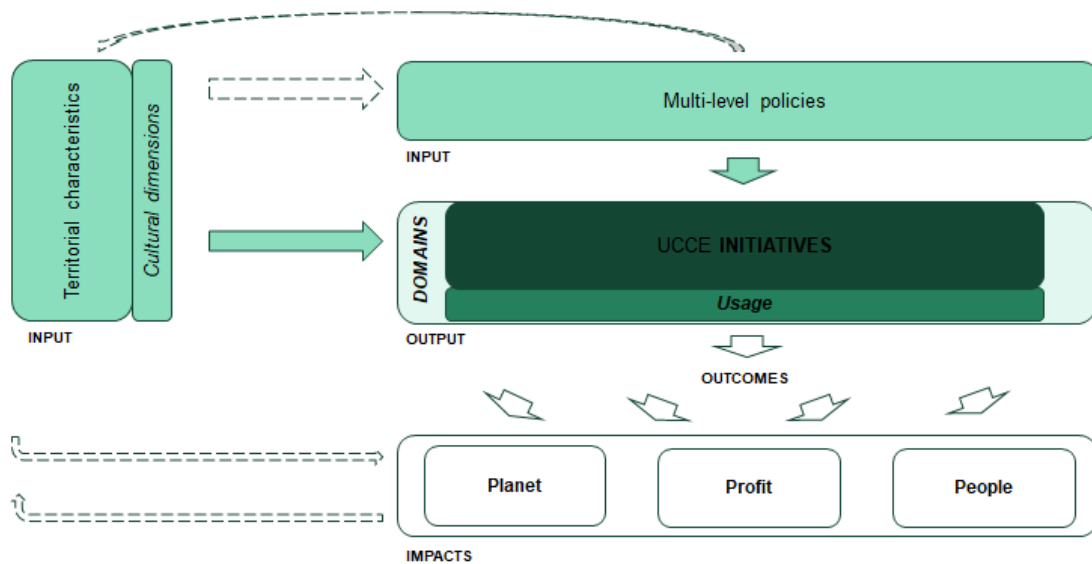 Territorial characteristics
Cultural dimensions
INPUT
Multi-level policies
INPUT
DOMAINS
UCCE INITIATIVES
Usage
OUTPUT
OUTCOMES
Planet
Profit
People
IMPACTS